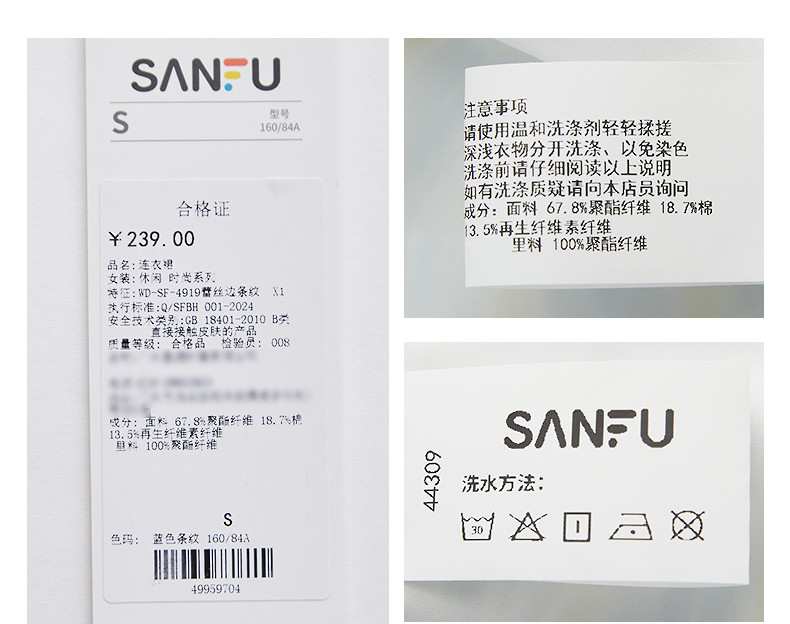 SANFU
S
型号
160/84A
合格证
¥239.00
品名:连衣裙
女装:休闲 时尚系列
特征:WD-SF-4919蕾丝边条纹 X1
执行标准:Q/SFBH 001-2024
安全技术类别:GB 18401-2010 B类
直接接触皮肤的产品
质量等级: 合格品 检验员: 008
成分: 面料 67.8%聚酯纤维 18.7%棉
13.5%再生纤维素纤维
里料 100%聚酯纤维
S
色码: 蓝色条纹 160/84A
49959704
注意事项
请使用温和洗涤剂轻轻揉搓
深浅衣物分开洗涤、以免染色
洗涤前请仔细阅读以上说明
如有洗涤质疑请向本店员询问
成分: 面料 67.8%聚酯纤维 18.7%棉
13.5%再生纤维素纤维
里料 100%聚酯纤维
SANFU
44309
洗水方法:
30